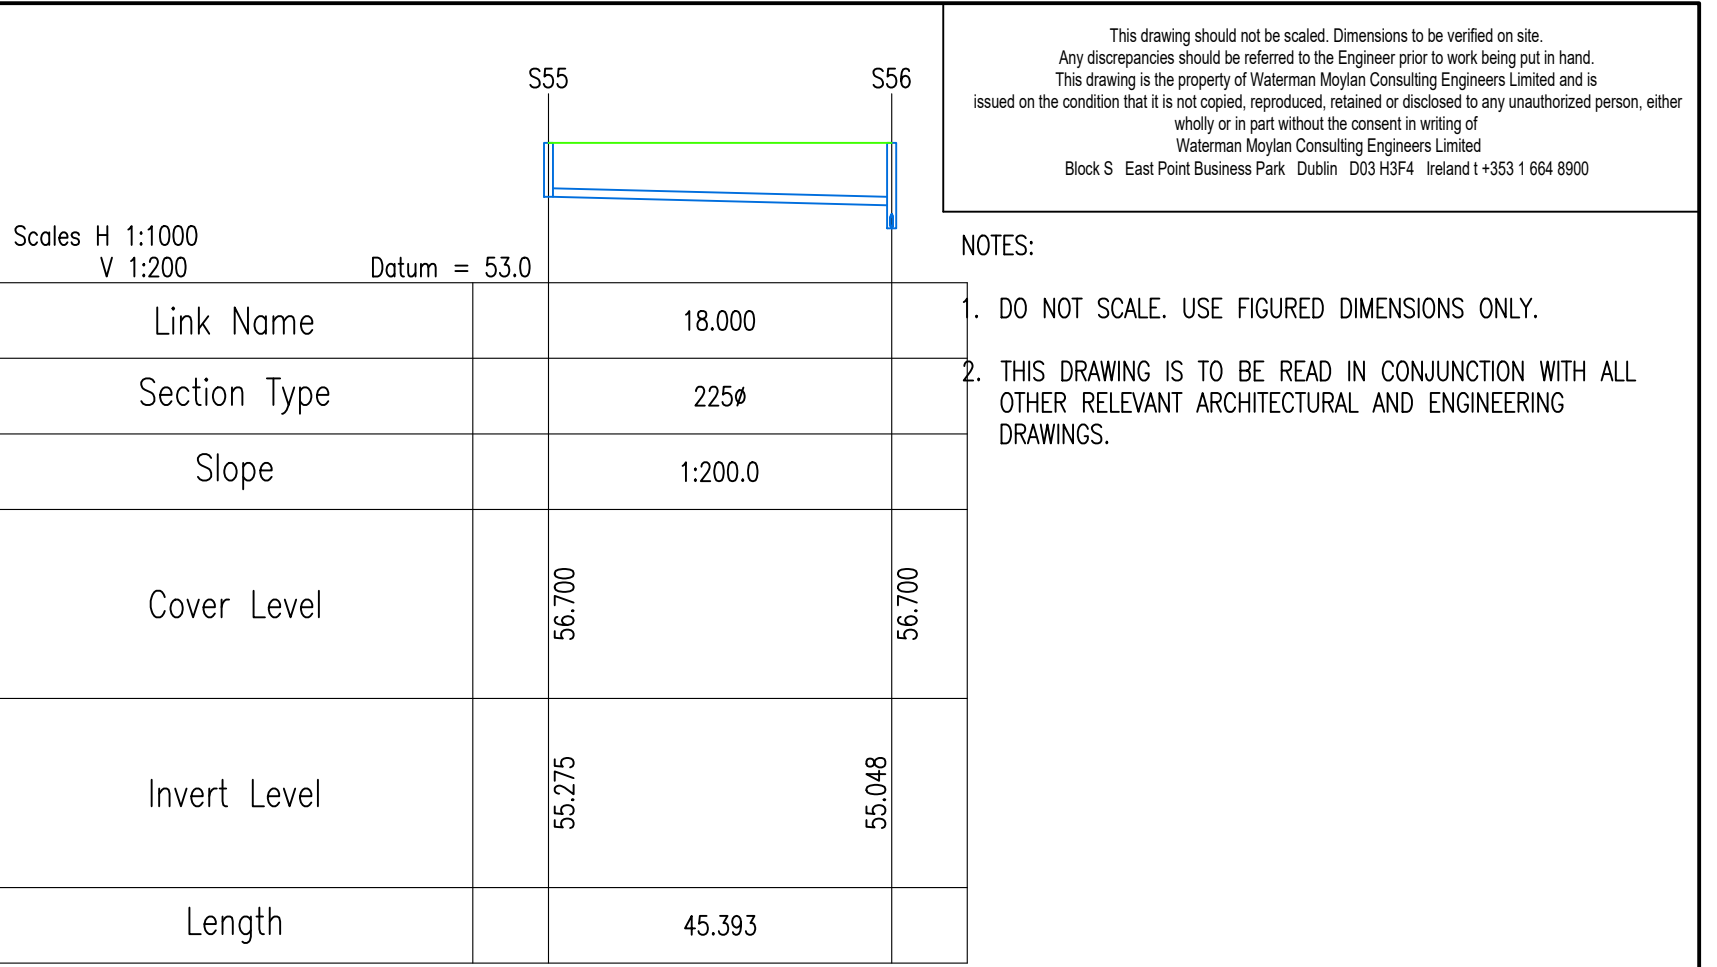 This drawing should not be scaled. Dimensions to be verified on site.
Any discrepancies should be referred to the Engineer prior to work being put in hand.
This drawing is the property of Waterman Moylan Consulting Engineers Limited and is
issued on the condition that it is not copied, reproduced, retained or disclosed to any unauthorized person, either
wholly or in part without the consent in writing of
Waterman Moylan Consulting Engineers Limited
Block S East Point Business Park Dublin D03 H3F4 Ireland t +353 1 664 8900
S55 S56
Scales H 1:1000
V 1:200 Datum = 53.0
Link Name 18.000
Section Type 225ø
Slope 1:200.0
Cover Level 56.700 56.700
Invert Level 55.275 55.048
Length 45.393
NOTES:
1. DO NOT SCALE. USE FIGURED DIMENSIONS ONLY.
2. THIS DRAWING IS TO BE READ IN CONJUNCTION WITH ALL
OTHER RELEVANT ARCHITECTURAL AND ENGINEERING
DRAWINGS.